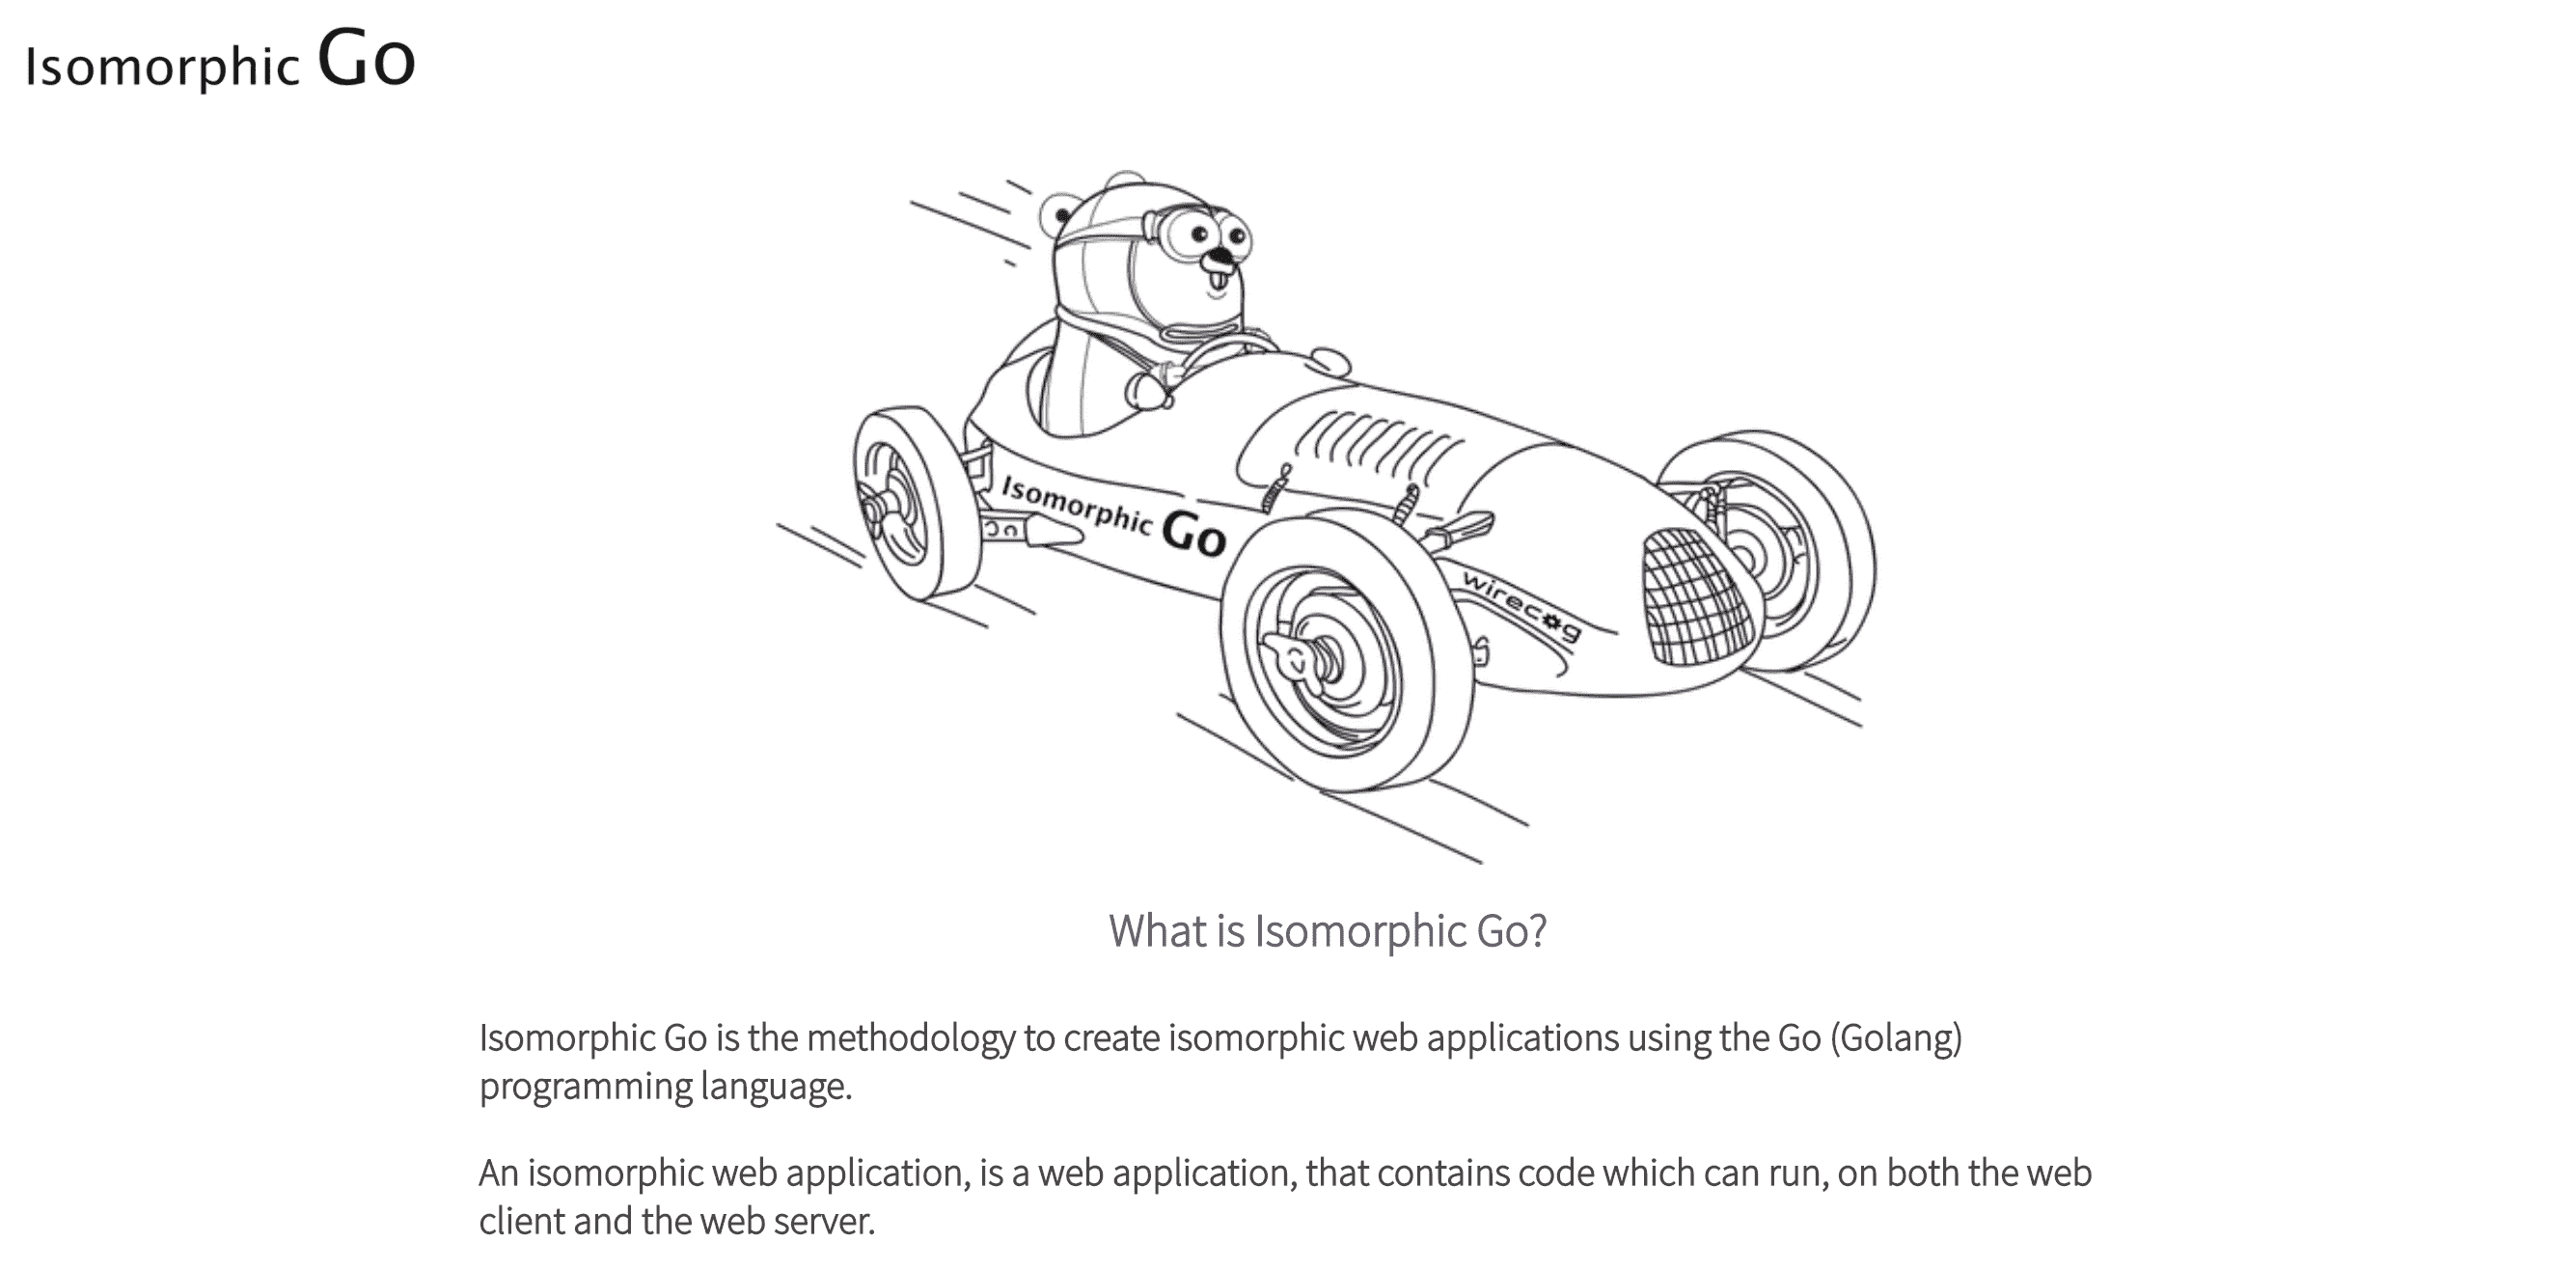 Isomorphic Go
Isomorphic Go
wirecog
What is Isomorphic Go?
Isomorphic Go is the methodology to create isomorphic web applications using the Go (Golang)
programming language.
An isomorphic web application, is a web application, that contains code which can run, on both the web
client and the web server.